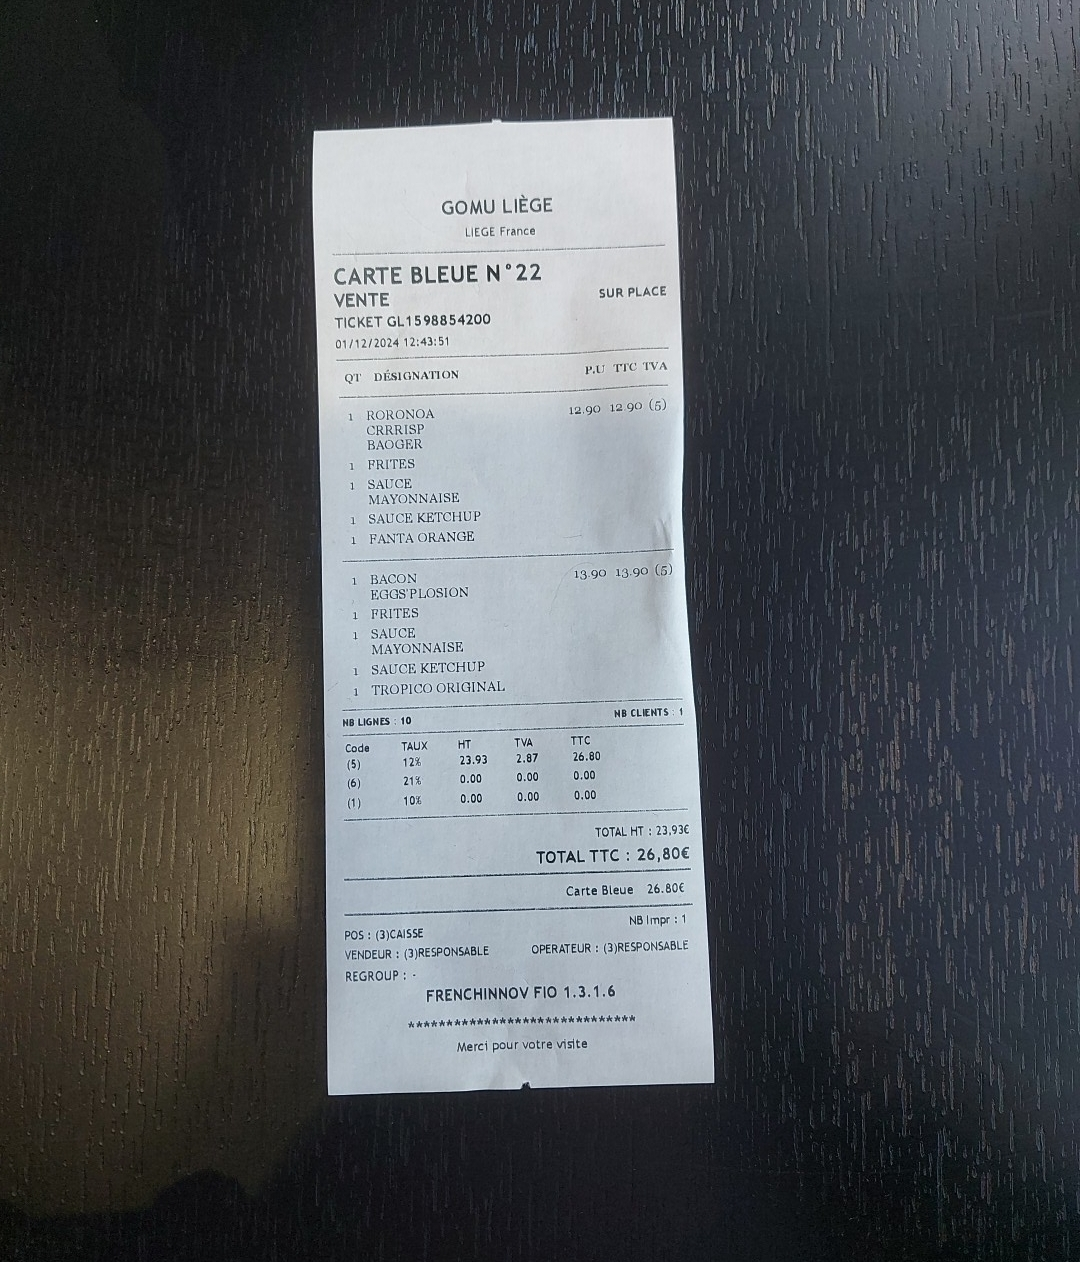 GOMU LIÈGE
LIEGE France
CARTE BLEUE N°22
VENTE SUR PLACE
TICKET GL1598854200
01/12/2024 12:43:51
QT DÉSIGNATION P.U TTC TVA
1 RORONOA 12.90 12.90 (5)
CRRRISP
BAOGER
1 FRITES
1 SAUCE
MAYONNAISE
1 SAUCE KETCHUP
1 FANTA ORANGE
1 BACON 13.90 13.90 (5)
EGGS'PLOSION
1 FRITES
1 SAUCE
MAYONNAISE
1 SAUCE KETCHUP
1 TROPICO ORIGINAL
NB LIGNES : 10 NB CLIENTS : 1
Code TAUX HT TVA TTC
(5) 12% 23.93 2.87 26.80
(6) 21% 0.00 0.00 0.00
(1) 10% 0.00 0.00 0.00
TOTAL HT : 23,93€
TOTAL TTC : 26,80€
Carte Bleue 26.80€
NB Impr : 1
POS : (3)CAISSE
VENDEUR : (3)RESPONSABLE OPERATEUR : (3)RESPONSABLE
REGROUP : -
FRENCHINNOV FIO 1.3.1.6
******************************
Merci pour votre visite